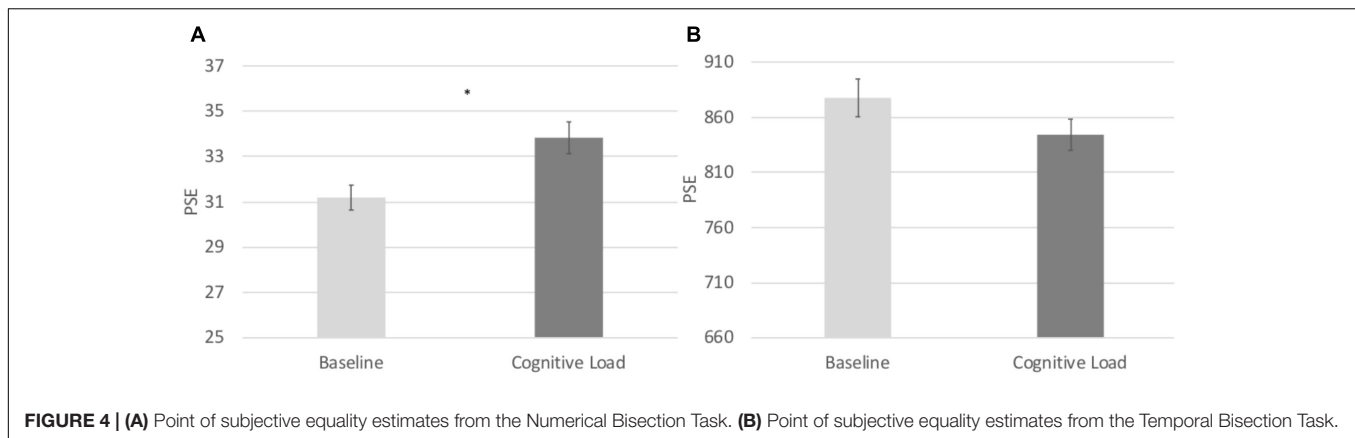 A
37
35
33
31
29
27
25
PSE
*
Baseline Cognitive Load
B
910
860
810
760
710
660
PSE
Baseline Cognitive Load
FIGURE 4 | (A) Point of subjective equality estimates from the Numerical Bisection Task. (B) Point of subjective equality estimates from the Temporal Bisection Task.